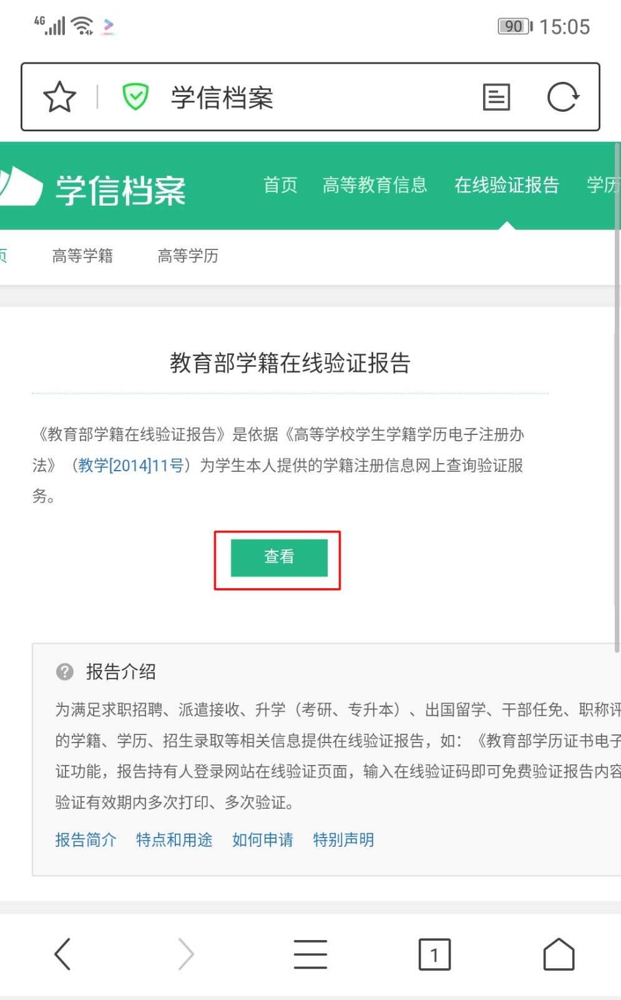 4G 90 15:05
学信档案
学信档案 首页 高等教育信息 在线验证报告 学历
页 高等学籍 高等学历
教育部学籍在线验证报告
《教育部学籍在线验证报告》是依据《高等学校学生学籍学历电子注册办
法》（教学[2014]11号）为学生本人提供的学籍注册信息网上查询验证服
务。
查看
? 报告介绍
为满足求职招聘、派遣接收、升学（考研、专升本）、出国留学、干部任免、职称评
的学籍、学历、招生录取等相关信息提供在线验证报告，如：《教育部学历证书电子
证功能，报告持有人登录网站在线验证页面，输入在线验证码即可免费验证报告内容
验证有效期内多次打印、多次验证。
报告简介 特点和用途 如何申请 特别声明
1